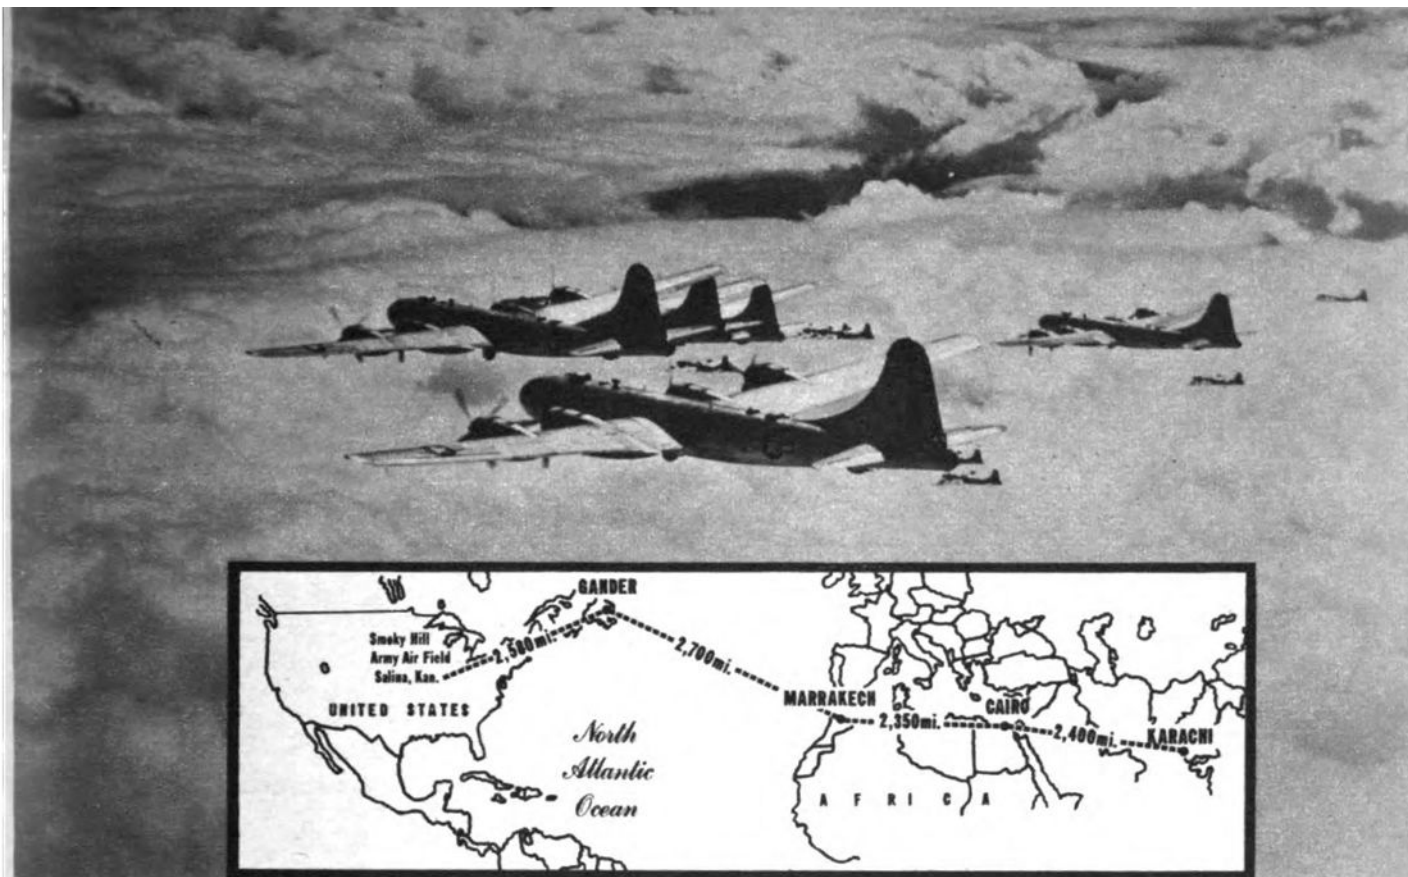 GANDER
Smoky Hill
Army Air Field
Salina, Kan.
2,580mi.
2,700mi.
UNITED STATES
MARRAKECH
CAIRO
2,350mi.
2,400mi.
KARACHI
North
Atlantic
Ocean
AFRICA